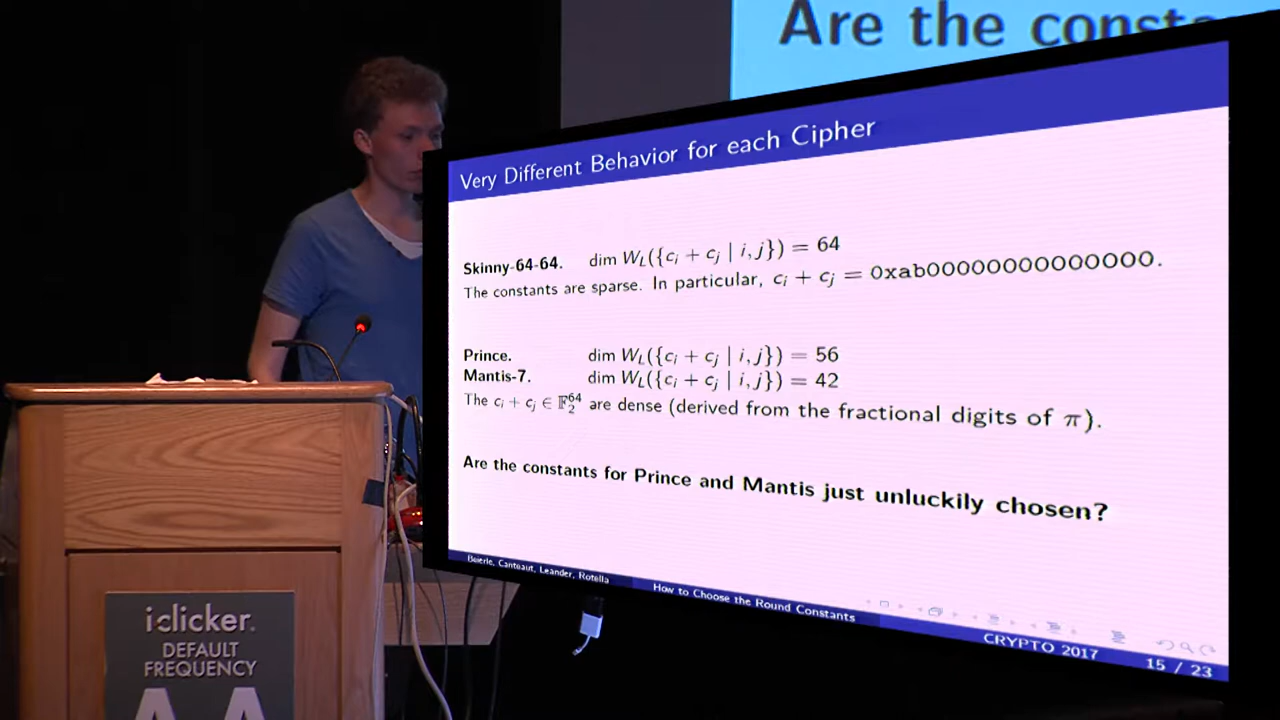 Are the const
Very Different Behavior for each Cipher
Skinny-64-64. dim W_L({c_i + c_j | i, j}) = 64
The constants are sparse. In particular, c_i + c_j = 0xab00000000000000.
Prince. dim W_L({c_i + c_j | i, j}) = 56
Mantis-7. dim W_L({c_i + c_j | i, j}) = 42
The c_i + c_j ∈ 𝔽_2^64 are dense (derived from the fractional digits of π).
Are the constants for Prince and Mantis just unluckily chosen?
Beierle, Canteaut, Leander, Rotella
How to Choose the Round Constants
CRYPTO 2017
15 / 23
iclicker.
DEFAULT
FREQUENCY
AA